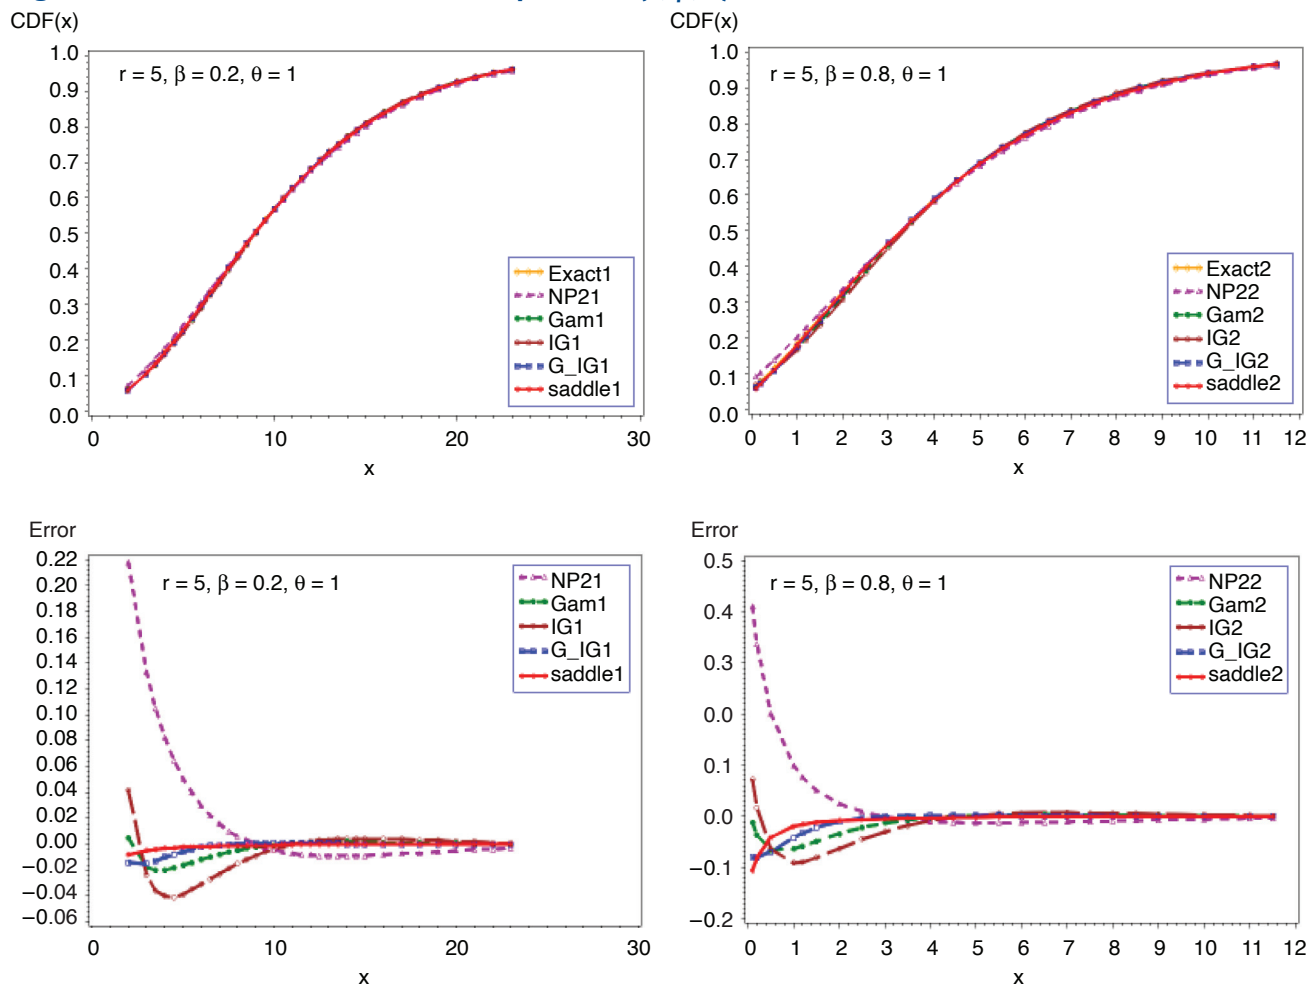 CDF(x)
1.0
0.9
0.8
0.7
0.6
0.5
0.4
0.3
0.2
0.1
0.0
r = 5, β = 0.2, θ = 1
Exact1
NP21
Gam1
IG1
G_IG1
saddle1
0 10 20 30
x
CDF(x)
1.0
0.9
0.8
0.7
0.6
0.5
0.4
0.3
0.2
0.1
0.0
r = 5, β = 0.8, θ = 1
Exact2
NP22
Gam2
IG2
G_IG2
saddle2
0 1 2 3 4 5 6 7 8 9 10 11 12
x
Error
0.22
0.20
0.18
0.16
0.14
0.12
0.10
0.08
0.06
0.04
0.02
0.00
−0.02
−0.04
−0.06
r = 5, β = 0.2, θ = 1
NP21
Gam1
IG1
G_IG1
saddle1
0 10 20 30
x
Error
0.5
0.4
0.3
0.0
0.1
0.0
−0.1
−0.2
r = 5, β = 0.8, θ = 1
NP22
Gam2
IG2
G_IG2
saddle2
0 1 2 3 4 5 6 7 8 9 10 11 12
x